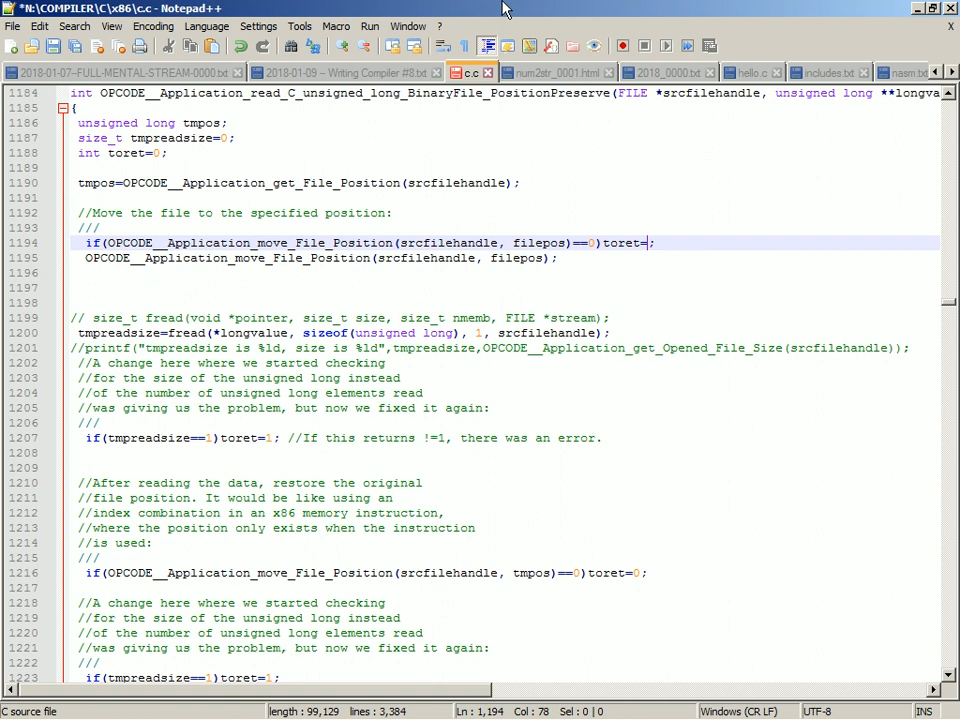 *N:\COMPILER\C\x86\c.c - Notepad++
File Edit Search View Encoding Language Settings Tools Macro Run Window ? X
2018-01-07-FULL-MENTAL-STREAM-0000.txt 2018-01-09 – Writing Compiler #8.txt c.c num2str_0001.html 2018_0000.txt hello.c includes.txt nasm.tx
1184 int OPCODE__Application_read_C_unsigned_long_BinaryFile_PositionPreserve(FILE *srcfilehandle, unsigned long **longva
1185 {
1186 unsigned long tmpos;
1187 size_t tmpreadsize=0;
1188 int toret=0;
1189
1190 tmpos=OPCODE__Application_get_File_Position(srcfilehandle);
1191
1192 //Move the file to the specified position:
1193 ///
1194 if(OPCODE__Application_move_File_Position(srcfilehandle, filepos)==0)toret=;
1195 OPCODE__Application_move_File_Position(srcfilehandle, filepos);
1196
1197
1198
1199 // size_t fread(void *pointer, size_t size, size_t nmemb, FILE *stream);
1200 tmpreadsize=fread(*longvalue, sizeof(unsigned long), 1, srcfilehandle);
1201 //printf("tmpreadsize is %ld, size is %ld",tmpreadsize,OPCODE__Application_get_Opened_File_Size(srcfilehandle));
1202 //A change here where we started checking
1203 //for the size of the unsigned long instead
1204 //of the number of unsigned long elements read
1205 //was giving us the problem, but now we fixed it again:
1206 ///
1207 if(tmpreadsize==1)toret=1; //If this returns !=1, there was an error.
1208
1209
1210 //After reading the data, restore the original
1211 //file position. It would be like using an
1212 //index combination in an x86 memory instruction,
1213 //where the position only exists when the instruction
1214 //is used:
1215 ///
1216 if(OPCODE__Application_move_File_Position(srcfilehandle, tmpos)==0)toret=0;
1217
1218 //A change here where we started checking
1219 //for the size of the unsigned long instead
1220 //of the number of unsigned long elements read
1221 //was giving us the problem, but now we fixed it again:
1222 ///
1223 if(tmpreadsize==1)toret=1;
C source file length : 99,129 lines : 3,384 Ln : 1,194 Col : 78 Sel : 0 | 0 Windows (CR LF) UTF-8 INS